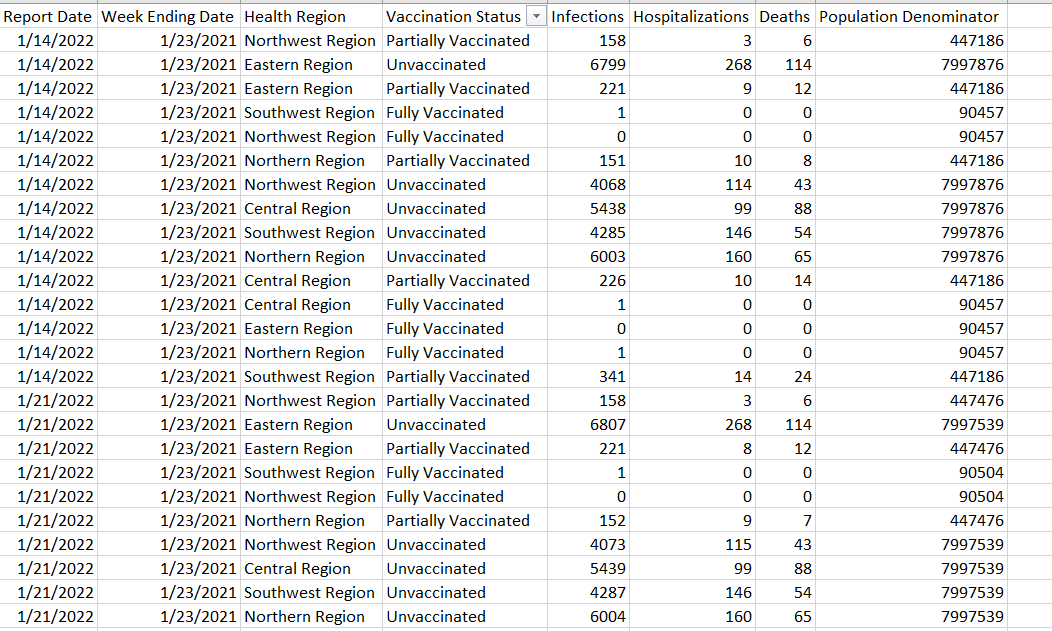 Report Date Week Ending Date Health Region Vaccination Status Infections Hospitalizations Deaths Population Denominator
1/14/2022 1/23/2021 Northwest Region Partially Vaccinated 158 3 6 447186
1/14/2022 1/23/2021 Eastern Region Unvaccinated 6799 268 114 7997876
1/14/2022 1/23/2021 Eastern Region Partially Vaccinated 221 9 12 447186
1/14/2022 1/23/2021 Southwest Region Fully Vaccinated 1 0 0 90457
1/14/2022 1/23/2021 Northwest Region Fully Vaccinated 0 0 0 90457
1/14/2022 1/23/2021 Northern Region Partially Vaccinated 151 10 8 447186
1/14/2022 1/23/2021 Northwest Region Unvaccinated 4068 114 43 7997876
1/14/2022 1/23/2021 Central Region Unvaccinated 5438 99 88 7997876
1/14/2022 1/23/2021 Southwest Region Unvaccinated 4285 146 54 7997876
1/14/2022 1/23/2021 Northern Region Unvaccinated 6003 160 65 7997876
1/14/2022 1/23/2021 Central Region Partially Vaccinated 226 10 14 447186
1/14/2022 1/23/2021 Central Region Fully Vaccinated 1 0 0 90457
1/14/2022 1/23/2021 Eastern Region Fully Vaccinated 0 0 0 90457
1/14/2022 1/23/2021 Northern Region Fully Vaccinated 1 0 0 90457
1/14/2022 1/23/2021 Southwest Region Partially Vaccinated 341 14 24 447186
1/21/2022 1/23/2021 Northwest Region Partially Vaccinated 158 3 6 447476
1/21/2022 1/23/2021 Eastern Region Unvaccinated 6807 268 114 7997539
1/21/2022 1/23/2021 Eastern Region Partially Vaccinated 221 8 12 447476
1/21/2022 1/23/2021 Southwest Region Fully Vaccinated 1 0 0 90504
1/21/2022 1/23/2021 Northwest Region Fully Vaccinated 0 0 0 90504
1/21/2022 1/23/2021 Northern Region Partially Vaccinated 152 9 7 447476
1/21/2022 1/23/2021 Northwest Region Unvaccinated 4073 115 43 7997539
1/21/2022 1/23/2021 Central Region Unvaccinated 5439 99 88 7997539
1/21/2022 1/23/2021 Southwest Region Unvaccinated 4287 146 54 7997539
1/21/2022 1/23/2021 Northern Region Unvaccinated 6004 160 65 7997539